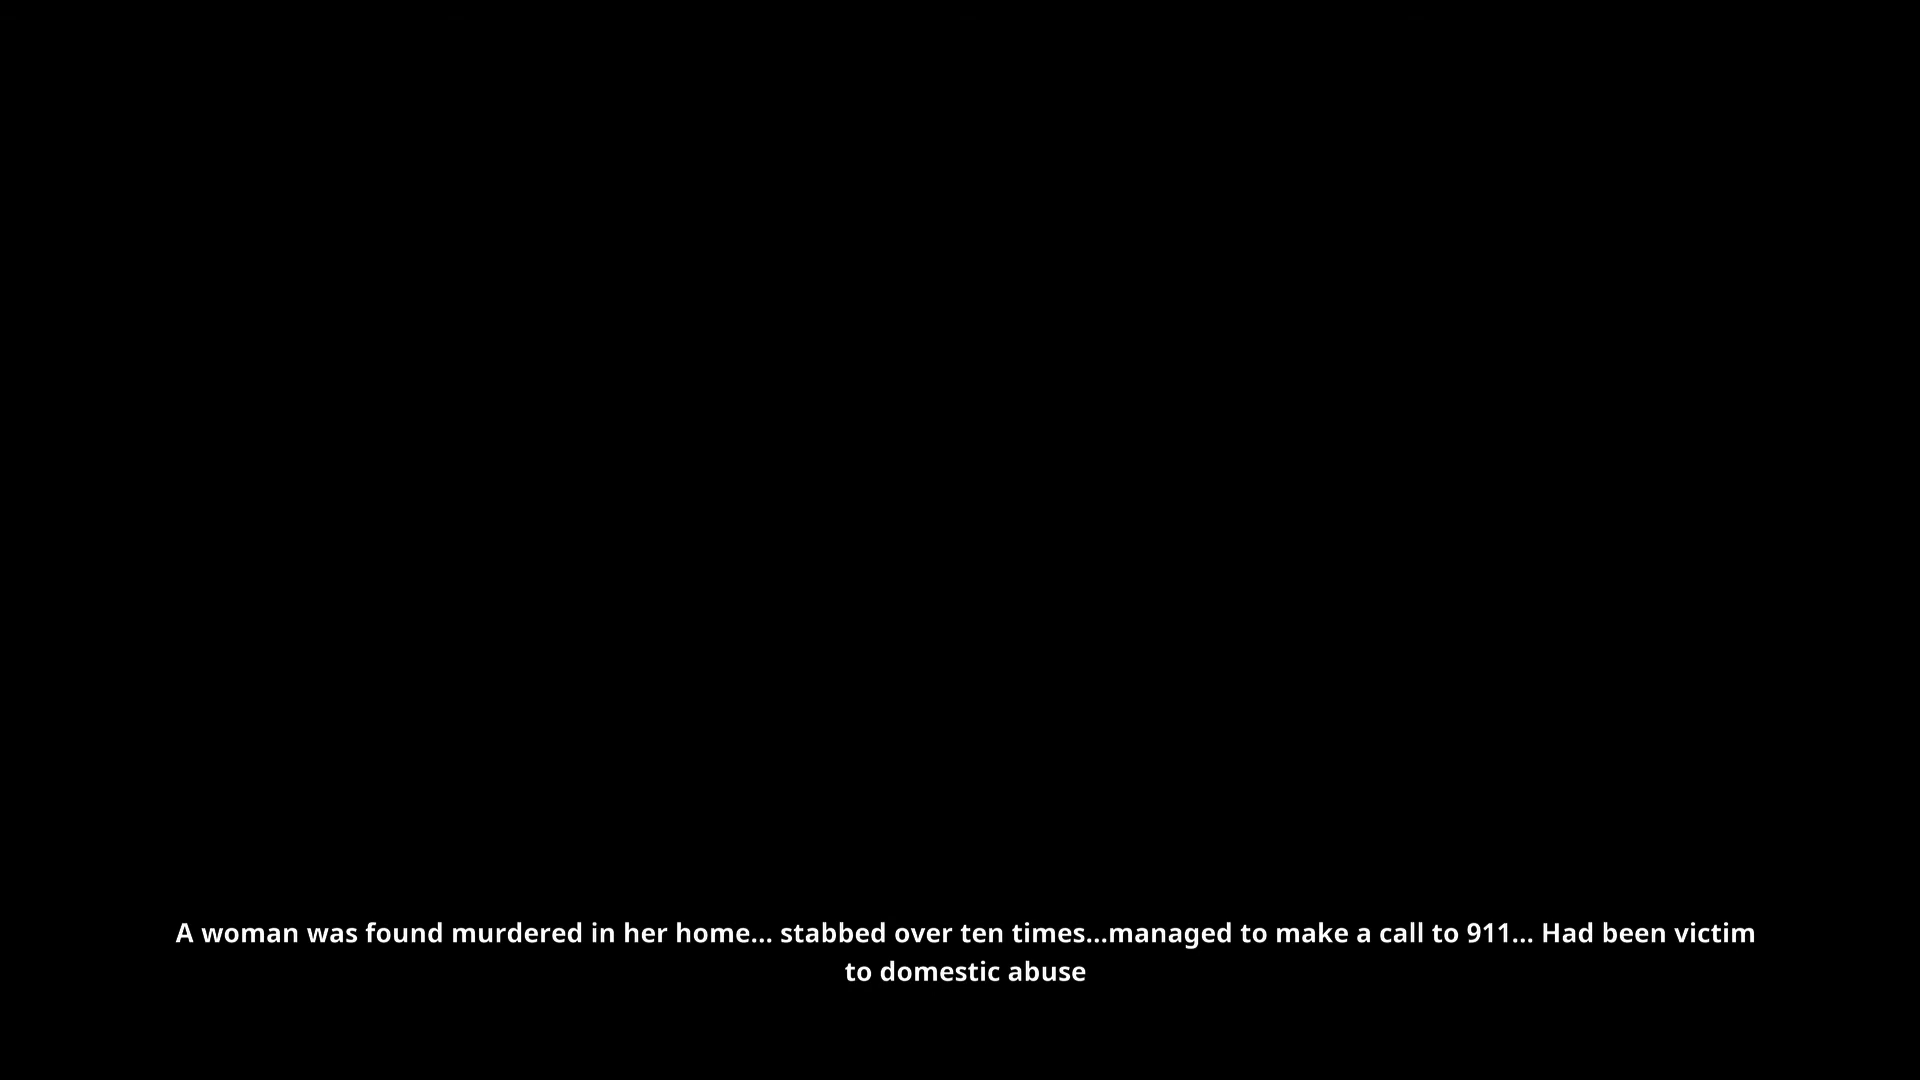 A woman was found murdered in her home... stabbed over ten times...managed to make a call to 911... Had been victim
to domestic abuse